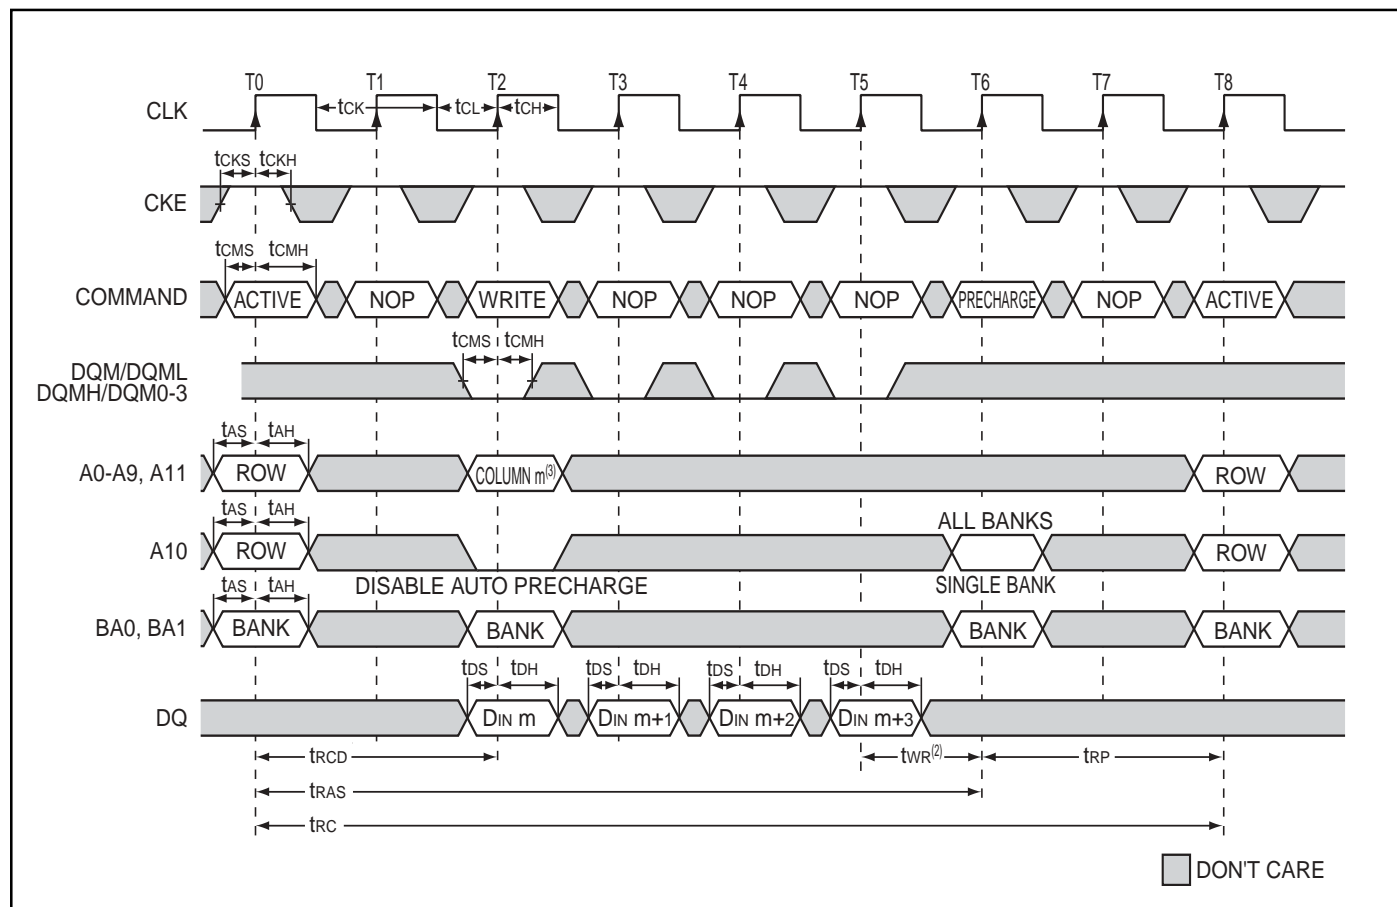 T0 T1 T2 T3 T4 T5 T6 T7 T8
CLK tCK tCL tCH
tCKS tCKH
CKE
tCMS tCMH
COMMAND ACTIVE NOP WRITE NOP NOP NOP PRECHARGE NOP ACTIVE
tCMS tCMH
DQM/DQML
DQMH/DQM0-3
tAS tAH
A0-A9, A11 ROW COLUMN m(3) ROW
tAS tAH
ALL BANKS
A10 ROW ROW
DISABLE AUTO PRECHARGE SINGLE BANK
tAS tAH
BA0, BA1 BANK BANK BANK BANK
tDS tDH tDS tDH tDS tDH tDS tDH
DQ DIN m DIN m+1 DIN m+2 DIN m+3
tRCD tWR(2) tRP
tRAS
tRC
DON'T CARE